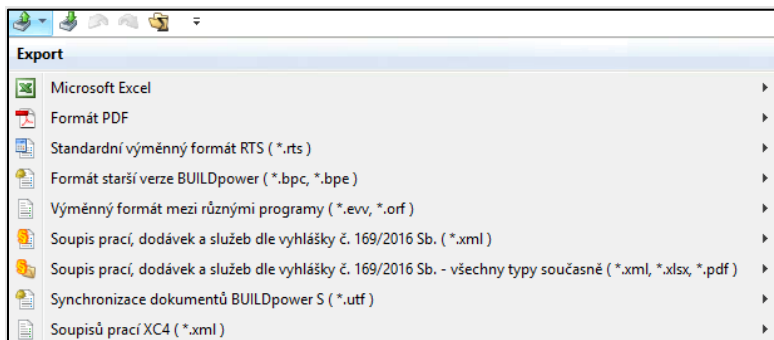 Export
Microsoft Excel
Formát PDF
Standardní výměnný formát RTS ( *.rts )
Formát starší verze BUILDpower ( *.bpc, *.bpe )
Výměnný formát mezi různými programy ( *.evv, *.orf )
Soupis prací, dodávek a služeb dle vyhlášky č. 169/2016 Sb. ( *.xml )
Soupis prací, dodávek a služeb dle vyhlášky č. 169/2016 Sb. - všechny typy současně ( *.xml, *.xlsx, *.pdf )
Synchronizace dokumentů BUILDpower S ( *.utf )
Soupisů prací XC4 ( *.xml )